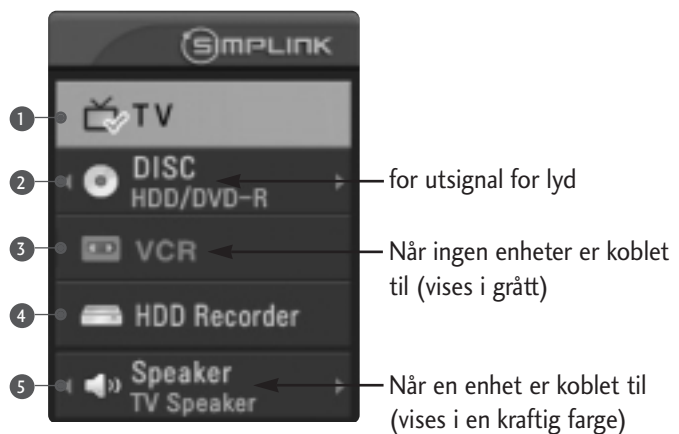 SIMPLINK
1 TV
2 DISC
HDD/DVD-R
for utsignal for lyd
3 VCR
Når ingen enheter er koblet
til (vises i grått)
4 HDD Recorder
5 Speaker
TV Speaker
Når en enhet er koblet til
(vises i en kraftig farge)